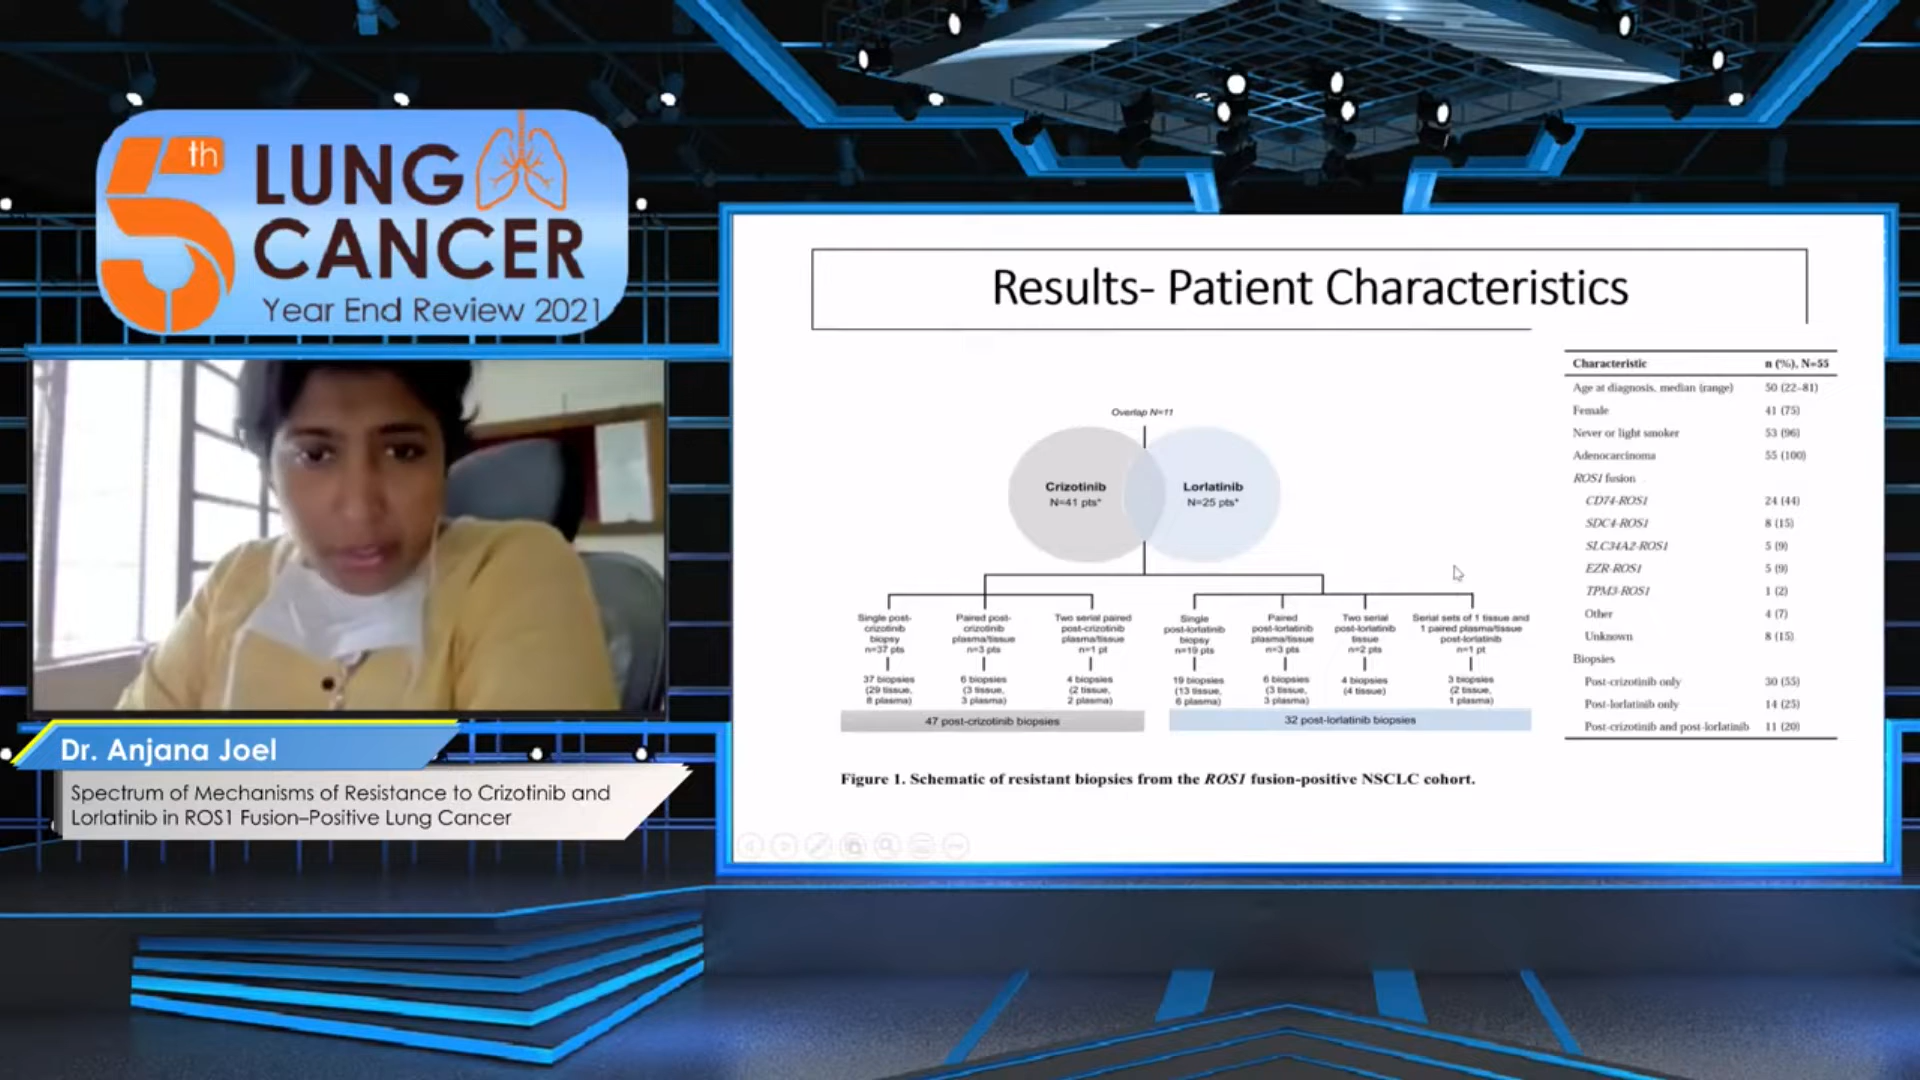 5th
LUNG
CANCER
Year End Review 2021
Dr. Anjana Joel
Spectrum of Mechanisms of Resistance to Crizotinib and
Lorlatinib in ROS1 Fusion–Positive Lung Cancer
Results- Patient Characteristics
Overlap N=11
Crizotinib
N=41 pts*
Lorlatinib
N=25 pts*
Single post-
crizotinib
biopsy
n=37 pts
Paired post-
crizotinib
plasma/tissue
n=3 pts
Two serial paired
post-crizotinib
plasma/tissue
n=1 pt
Single
post-lorlatinib
biopsy
n=19 pts
Paired
post-lorlatinib
plasma/tissue
n=3 pts
Two serial
post-lorlatinib
tissue
n=2 pts
Serial sets of 1 tissue and
1 paired plasma/tissue
post-lorlatinib
n=1 pt
37 biopsies
(29 tissue,
8 plasma)
6 biopsies
(3 tissue,
3 plasma)
4 biopsies
(2 tissue,
2 plasma)
19 biopsies
(13 tissue,
6 plasma)
6 biopsies
(3 tissue,
3 plasma)
4 biopsies
(4 tissue)
3 biopsies
(2 tissue,
1 plasma)
47 post-crizotinib biopsies
32 post-lorlatinib biopsies
Figure 1. Schematic of resistant biopsies from the ROS1 fusion-positive NSCLC cohort.
Characteristic n (%), N=55
Age at diagnosis, median (range) 50 (22–81)
Female 41 (75)
Never or light smoker 53 (96)
Adenocarcinoma 55 (100)
ROS1 fusion
CD74-ROS1 24 (44)
SDC4-ROS1 8 (15)
SLC34A2-ROS1 5 (9)
EZR-ROS1 5 (9)
TPM3-ROS1 1 (2)
Other 4 (7)
Unknown 8 (15)
Biopsies
Post-crizotinib only 30 (55)
Post-lorlatinib only 14 (25)
Post-crizotinib and post-lorlatinib 11 (20)